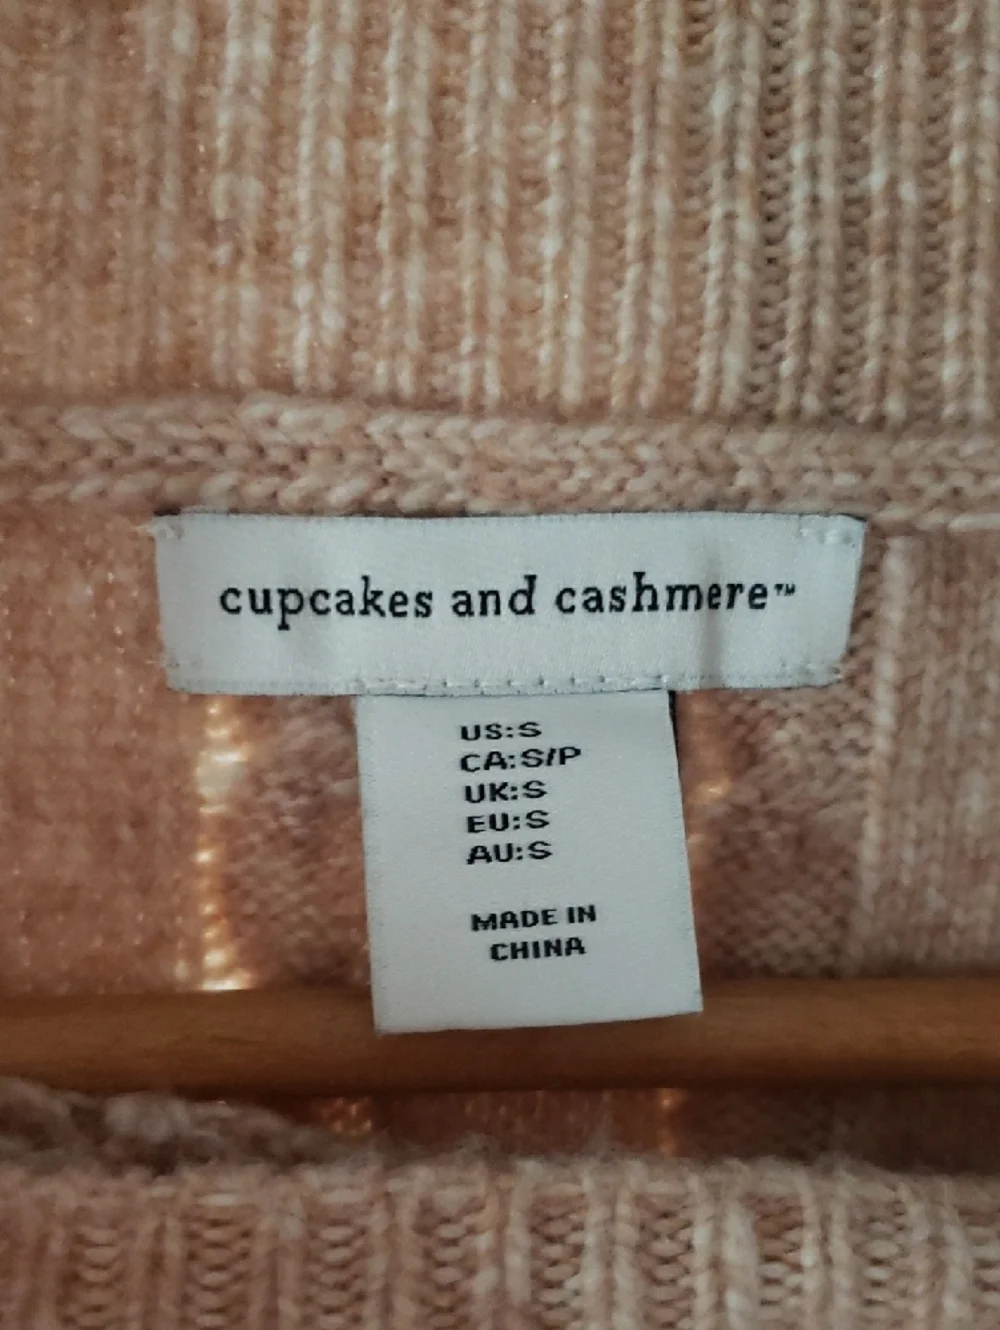 cupcakes and cashmere™
US:S
CA:S/P
UK:S
EU:S
AU:S
MADE IN
CHINA